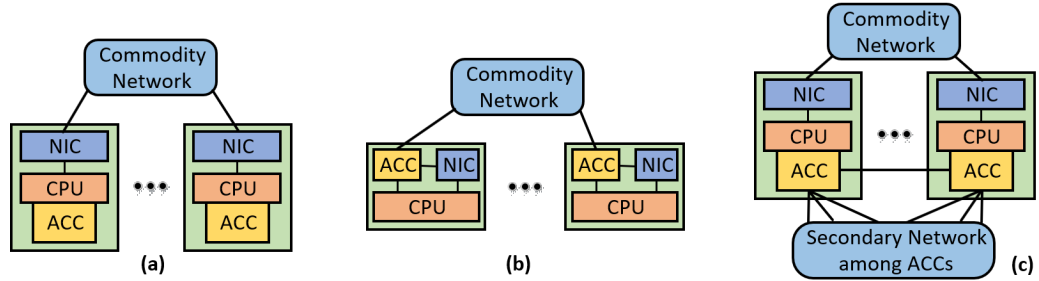 Commodity
Network
NIC
CPU
ACC
NIC
CPU
ACC
(a)
Commodity
Network
ACC
NIC
CPU
ACC
NIC
CPU
(b)
Commodity
Network
NIC
CPU
ACC
NIC
CPU
ACC
Secondary Network
among ACCs
(c)